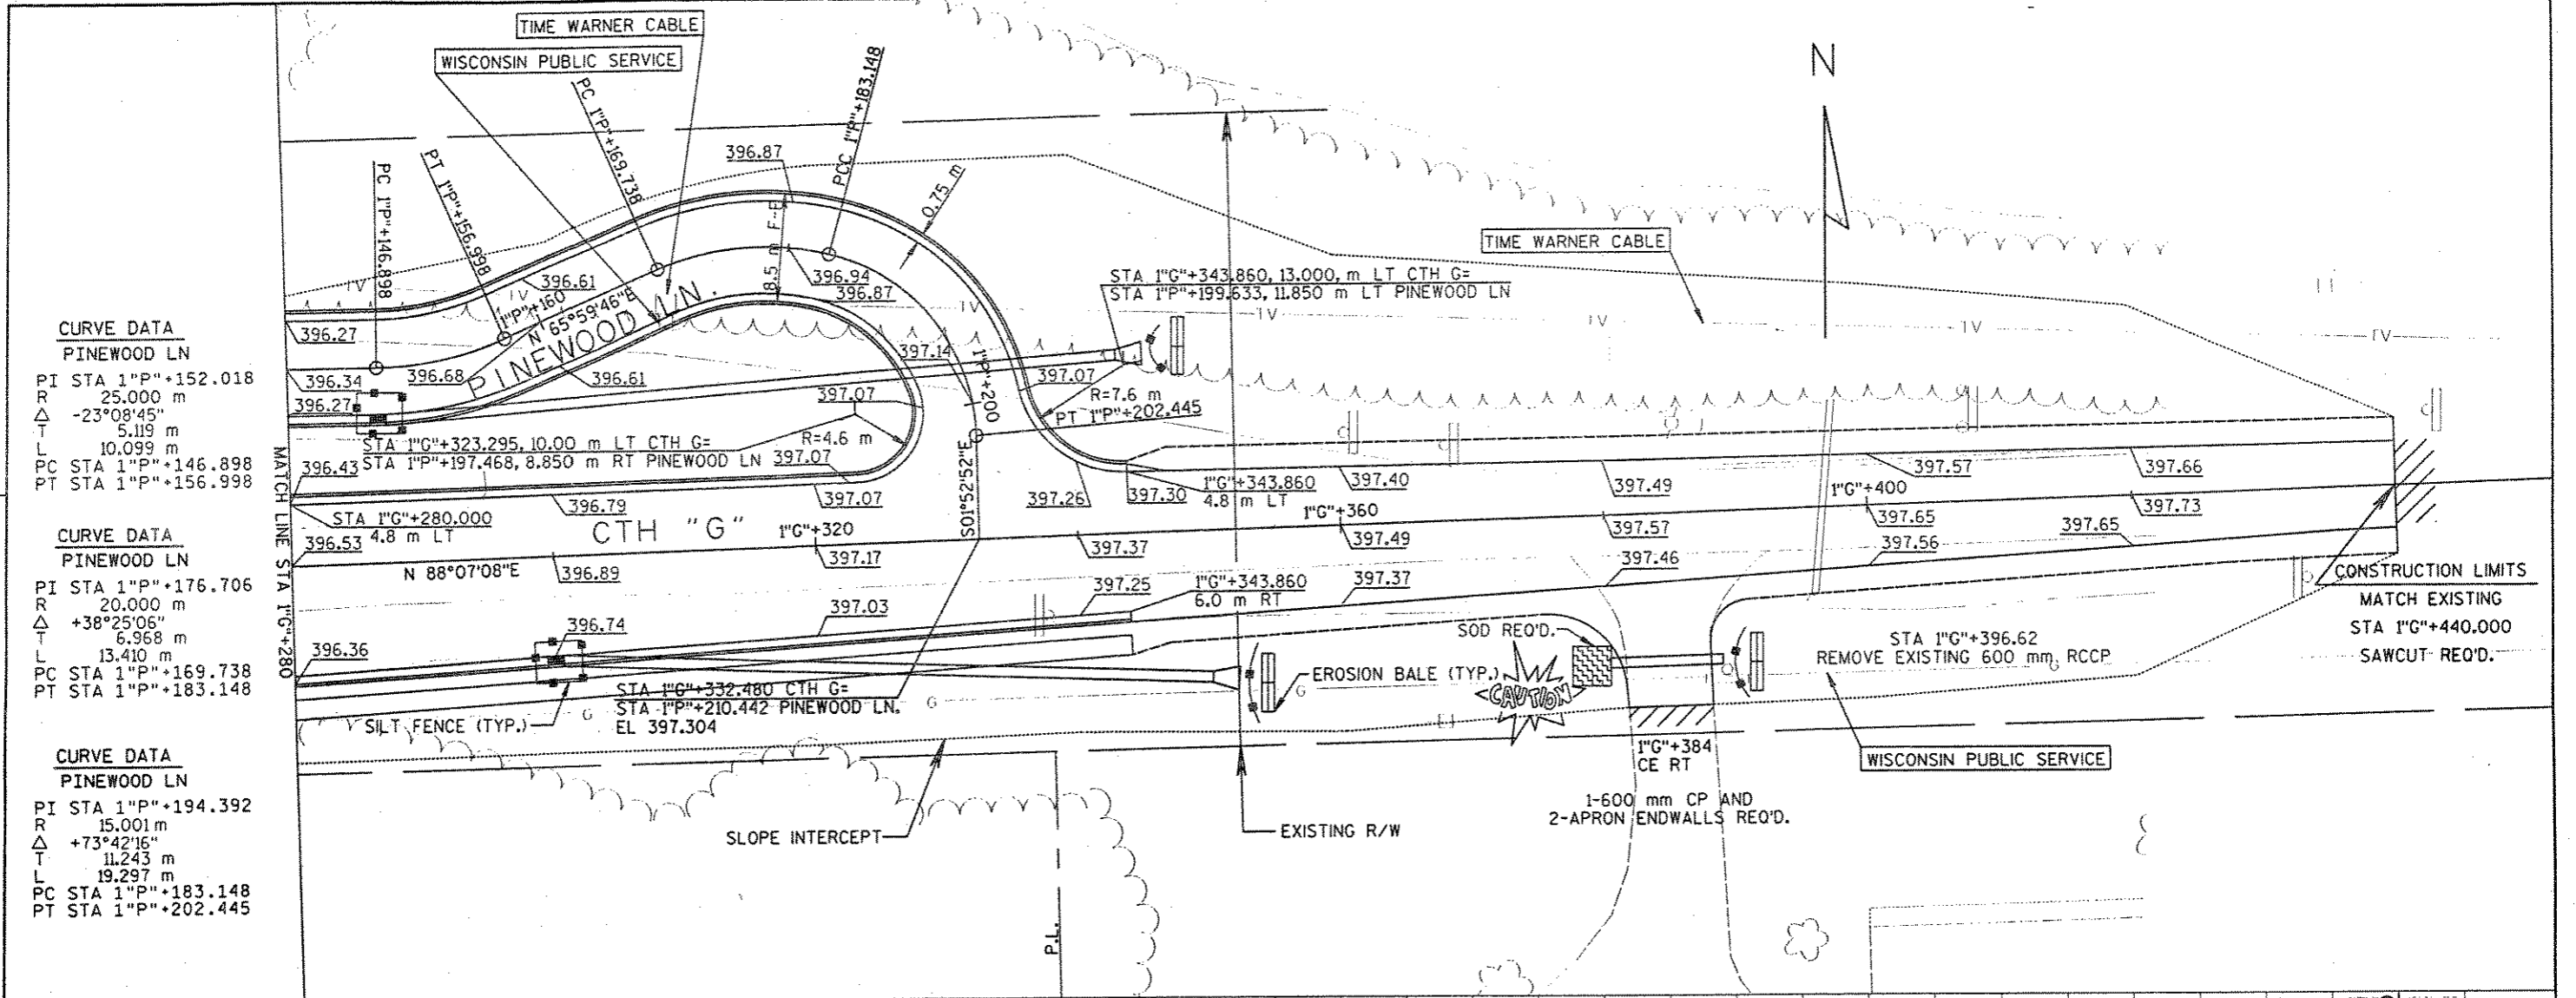 TIME WARNER CABLE
WISCONSIN PUBLIC SERVICE
N
PC 1"P"+146.898
PT 1"P"+156.998
PC 1"P"+169.738
PCC 1"P"+183.148
396.87
0.75 m
8.5 m F-F
TIME WARNER CABLE
396.61
396.94
396.87
STA 1"G"+343.860, 13.000, m LT CTH G=
STA 1"P"+199.633, 11.850 m LT PINEWOOD LN
1"P"+160
N 65°59'46"E
PINEWOOD LN.
396.27
396.34
396.68
396.61
397.14
1"P"+200
397.07
R=7.6 m
PT 1"P"+202.445
396.27
397.07
STA 1"G"+323.295, 10.00 m LT CTH G=
STA 1"P"+197.468, 8.850 m RT PINEWOOD LN
R=4.6 m
397.07
396.43
MATCH LINE STA 1"G"+280
STA 1"G"+280.000
4.8 m LT
396.79
397.07
S01°52'52"E
397.26
397.30
1"G"+343.860
4.8 m LT
397.40
397.49
397.57
397.66
396.53
CTH "G"
1"G"+320
1"G"+360
1"G"+400
N 88°07'08"E
396.89
397.17
397.37
397.49
397.57
397.65
397.73
397.65
397.56
397.46
397.37
397.25
1"G"+343.860
6.0 m RT
397.03
396.74
396.36
SILT FENCE (TYP.)
STA 1"G"+332.480 CTH G=
STA 1"P"+210.442 PINEWOOD LN.
EL 397.304
EROSION BALE (TYP.)
SOD REQ'D.
CAUTION
STA 1"G"+396.62
REMOVE EXISTING 600 mm RCCP
CONSTRUCTION LIMITS
MATCH EXISTING
STA 1"G"+440.000
SAWCUT REQ'D.
1"G"+384
CE RT
WISCONSIN PUBLIC SERVICE
1-600 mm CP AND
2-APRON ENDWALLS REQ'D.
SLOPE INTERCEPT
EXISTING R/W
P.L.
CURVE DATA
PINEWOOD LN
PI STA 1"P"+152.018
R 25.000 m
Δ -23°08'45"
T 5.119 m
L 10.099 m
PC STA 1"P"+146.898
PT STA 1"P"+156.998
CURVE DATA
PINEWOOD LN
PI STA 1"P"+176.706
R 20.000 m
Δ +38°25'06"
T 6.968 m
L 13.410 m
PC STA 1"P"+169.738
PT STA 1"P"+183.148
CURVE DATA
PINEWOOD LN
PI STA 1"P"+194.392
R 15.001 m
Δ +73°42'16"
T 11.243 m
L 19.297 m
PC STA 1"P"+183.148
PT STA 1"P"+202.445